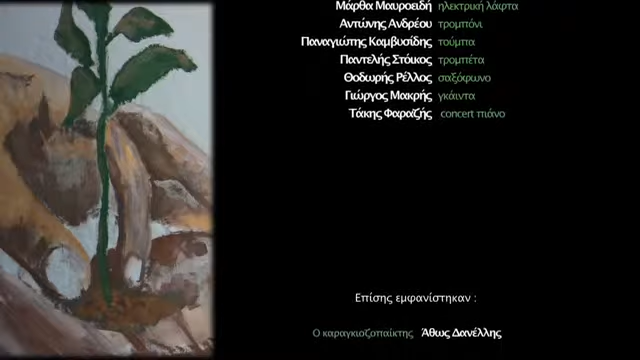 Μάρθα Μαυροειδή ηλεκτρική λάφτα
Αντώνης Ανδρέου τρομπόνι
Παναγιώτης Καμβυσίδης τούμπα
Παντελής Στόικος τρομπέτα
Θοδωρής Ρέλλος σαξόφωνο
Γιώργος Μακρής γκάιντα
Τάκης Φαραζής concert πιάνο
Επίσης εμφανίστηκαν :
Ο καραγκιοζοπαίκτης Άθως Δανέλλης